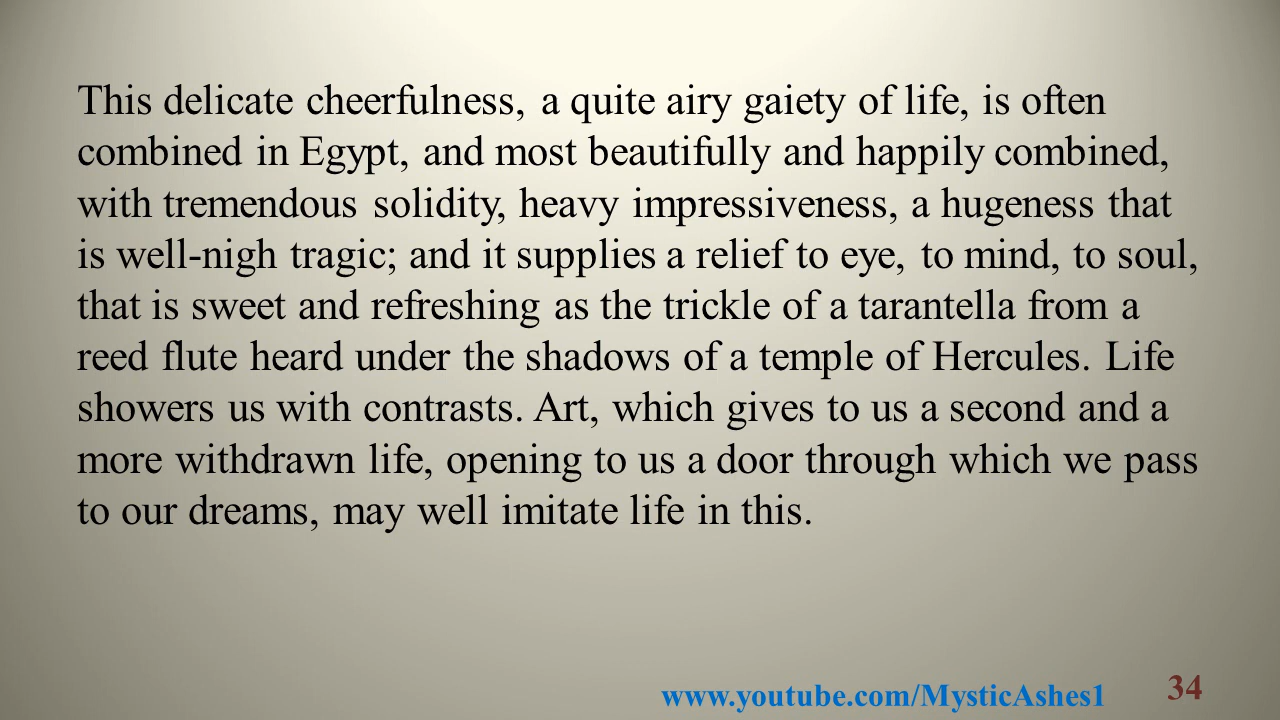 This delicate cheerfulness, a quite airy gaiety of life, is often
combined in Egypt, and most beautifully and happily combined,
with tremendous solidity, heavy impressiveness, a hugeness that
is well-nigh tragic; and it supplies a relief to eye, to mind, to soul,
that is sweet and refreshing as the trickle of a tarantella from a
reed flute heard under the shadows of a temple of Hercules. Life
showers us with contrasts. Art, which gives to us a second and a
more withdrawn life, opening to us a door through which we pass
to our dreams, may well imitate life in this.
www.youtube.com/MysticAshes1 34